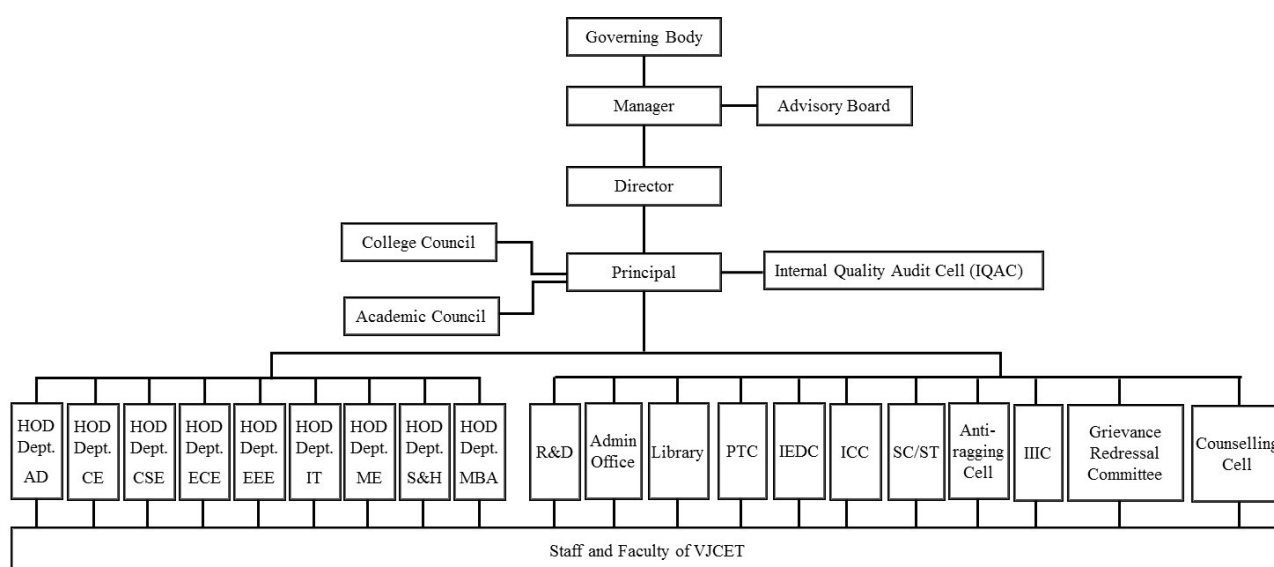 Governing Body
Manager
Advisory Board
Director
College Council
Principal
Internal Quality Audit Cell (IQAC)
Academic Council
HOD
Dept.
AD
HOD
Dept.
CE
HOD
Dept.
CSE
HOD
Dept.
ECE
HOD
Dept.
EEE
HOD
Dept.
IT
HOD
Dept.
ME
HOD
Dept.
S&H
HOD
Dept.
MBA
R&D
Admin
Office
Library
PTC
IEDC
ICC
SC/ST
Anti-
ragging
Cell
IIIC
Grievance
Redressal
Committee
Counselling
Cell
Staff and Faculty of VJCET